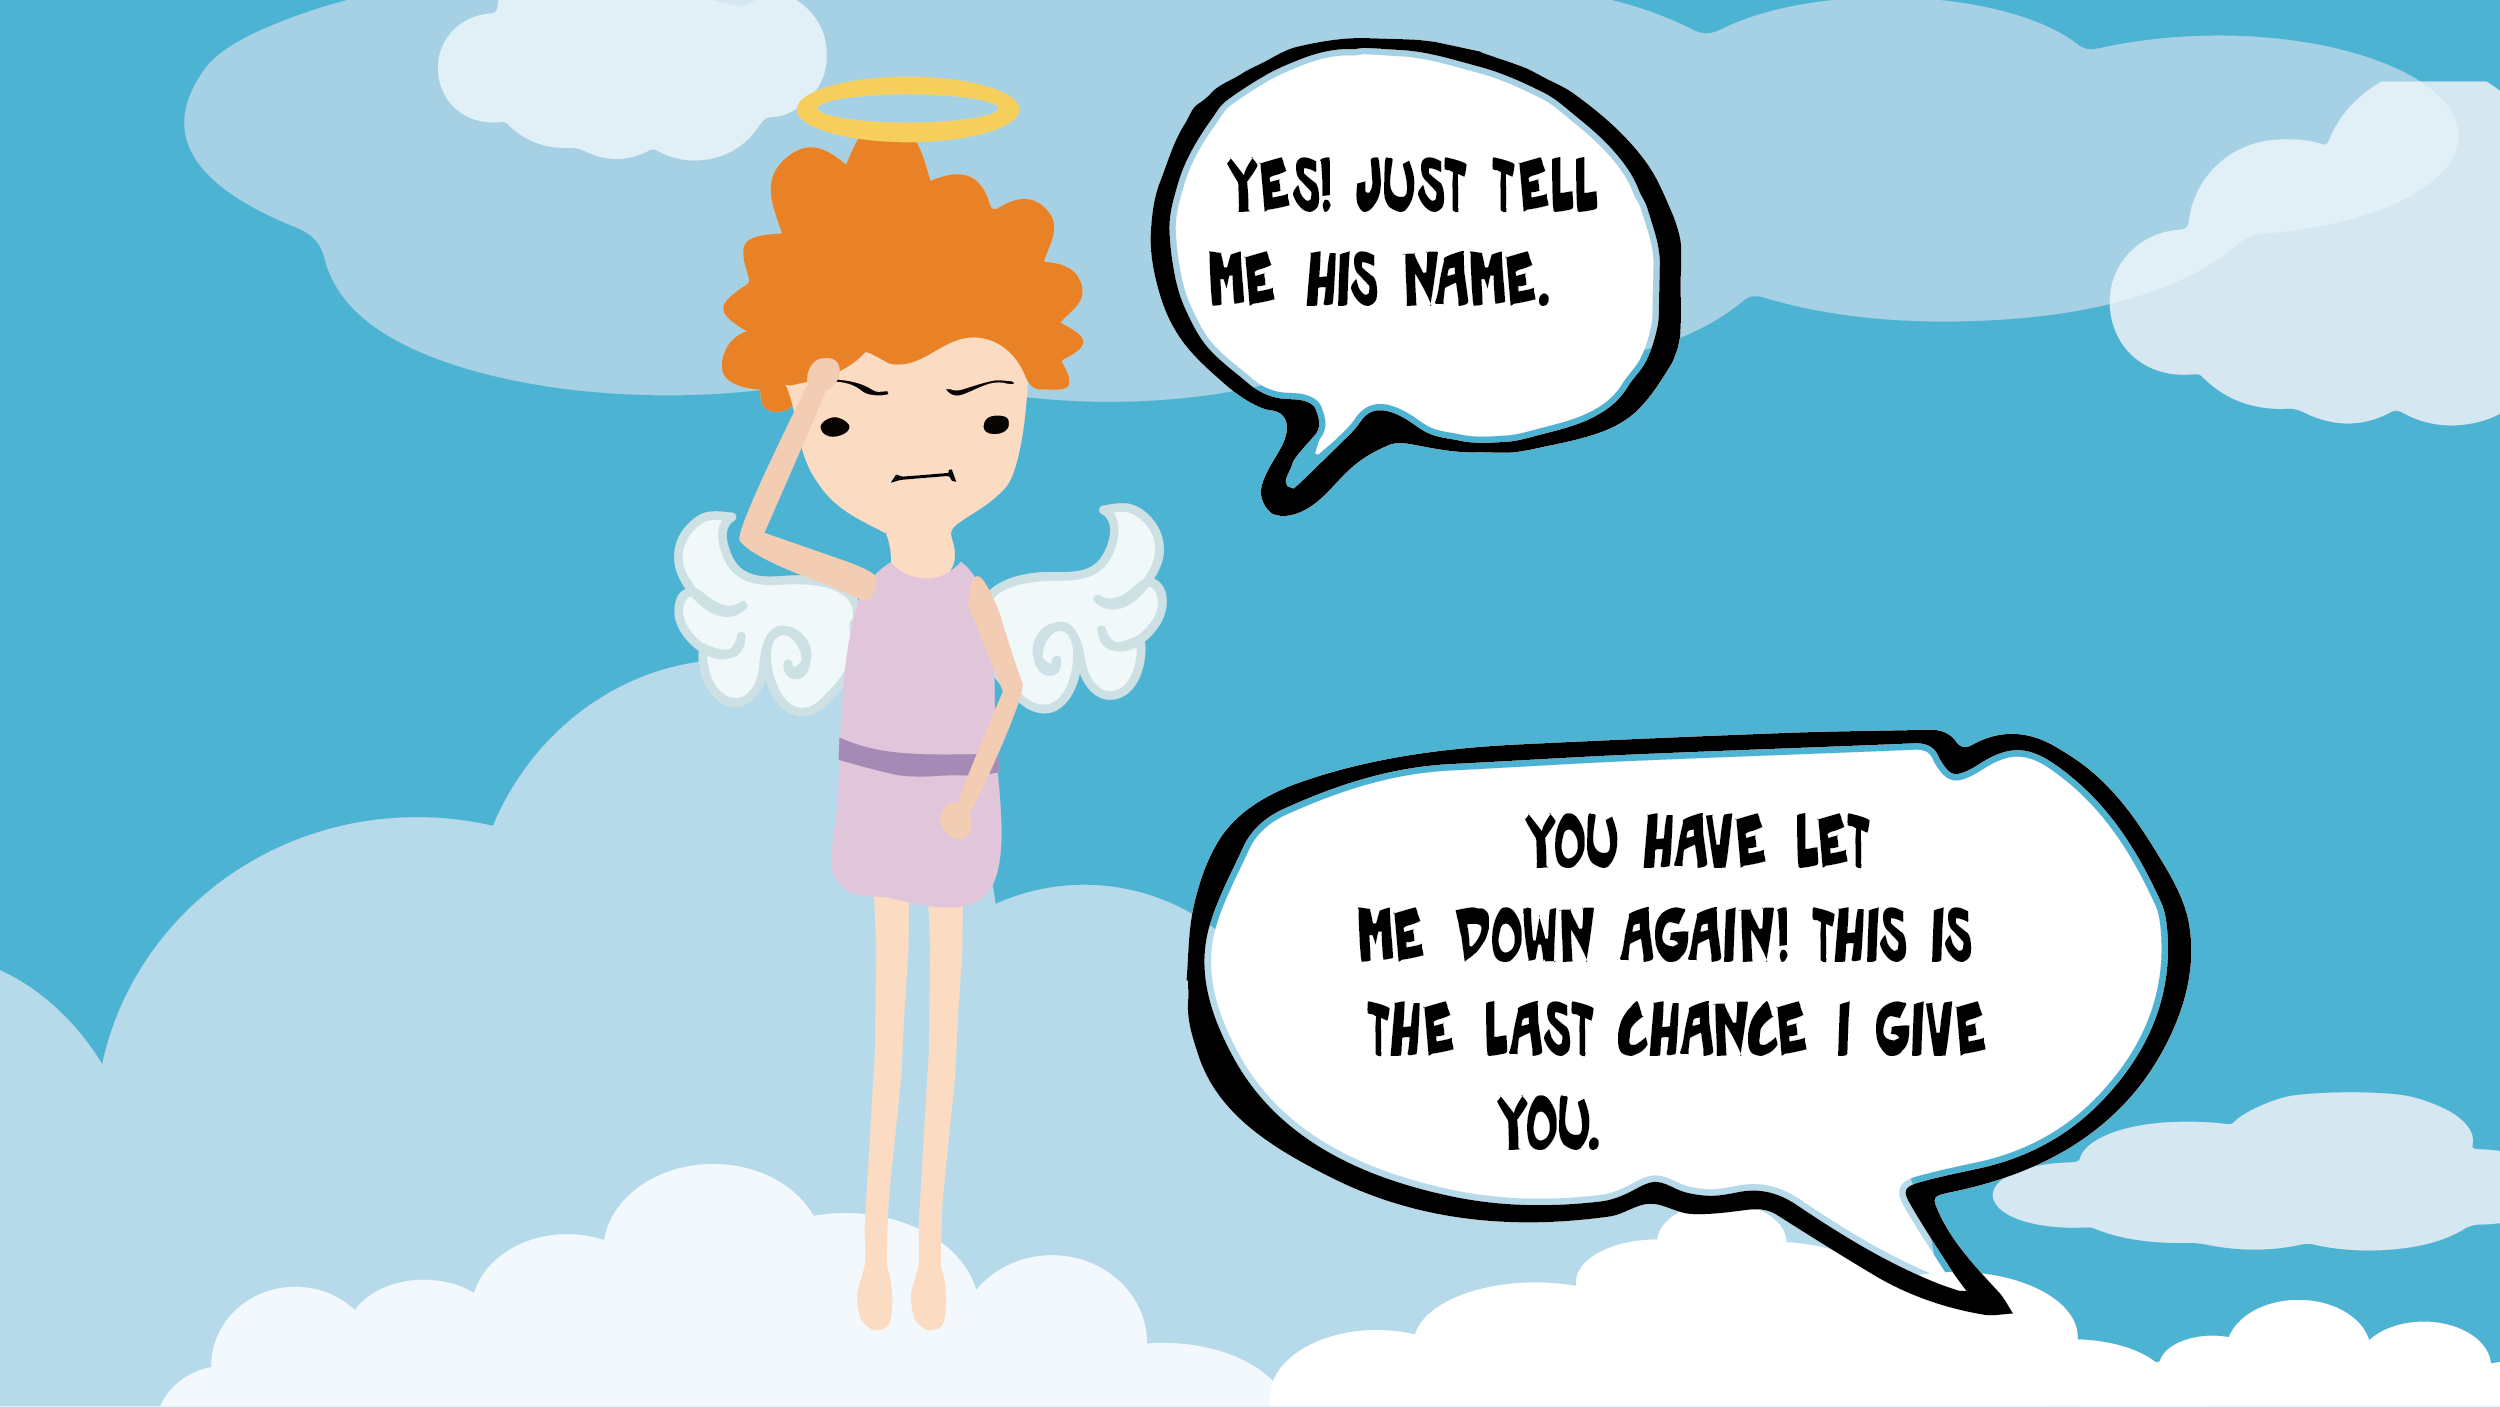 YES! JUST TELL
ME HIS NAME.
YOU HAVE LET
ME DOWN AGAIN! THIS IS
THE LAST CHANCE I GIVE
YOU.